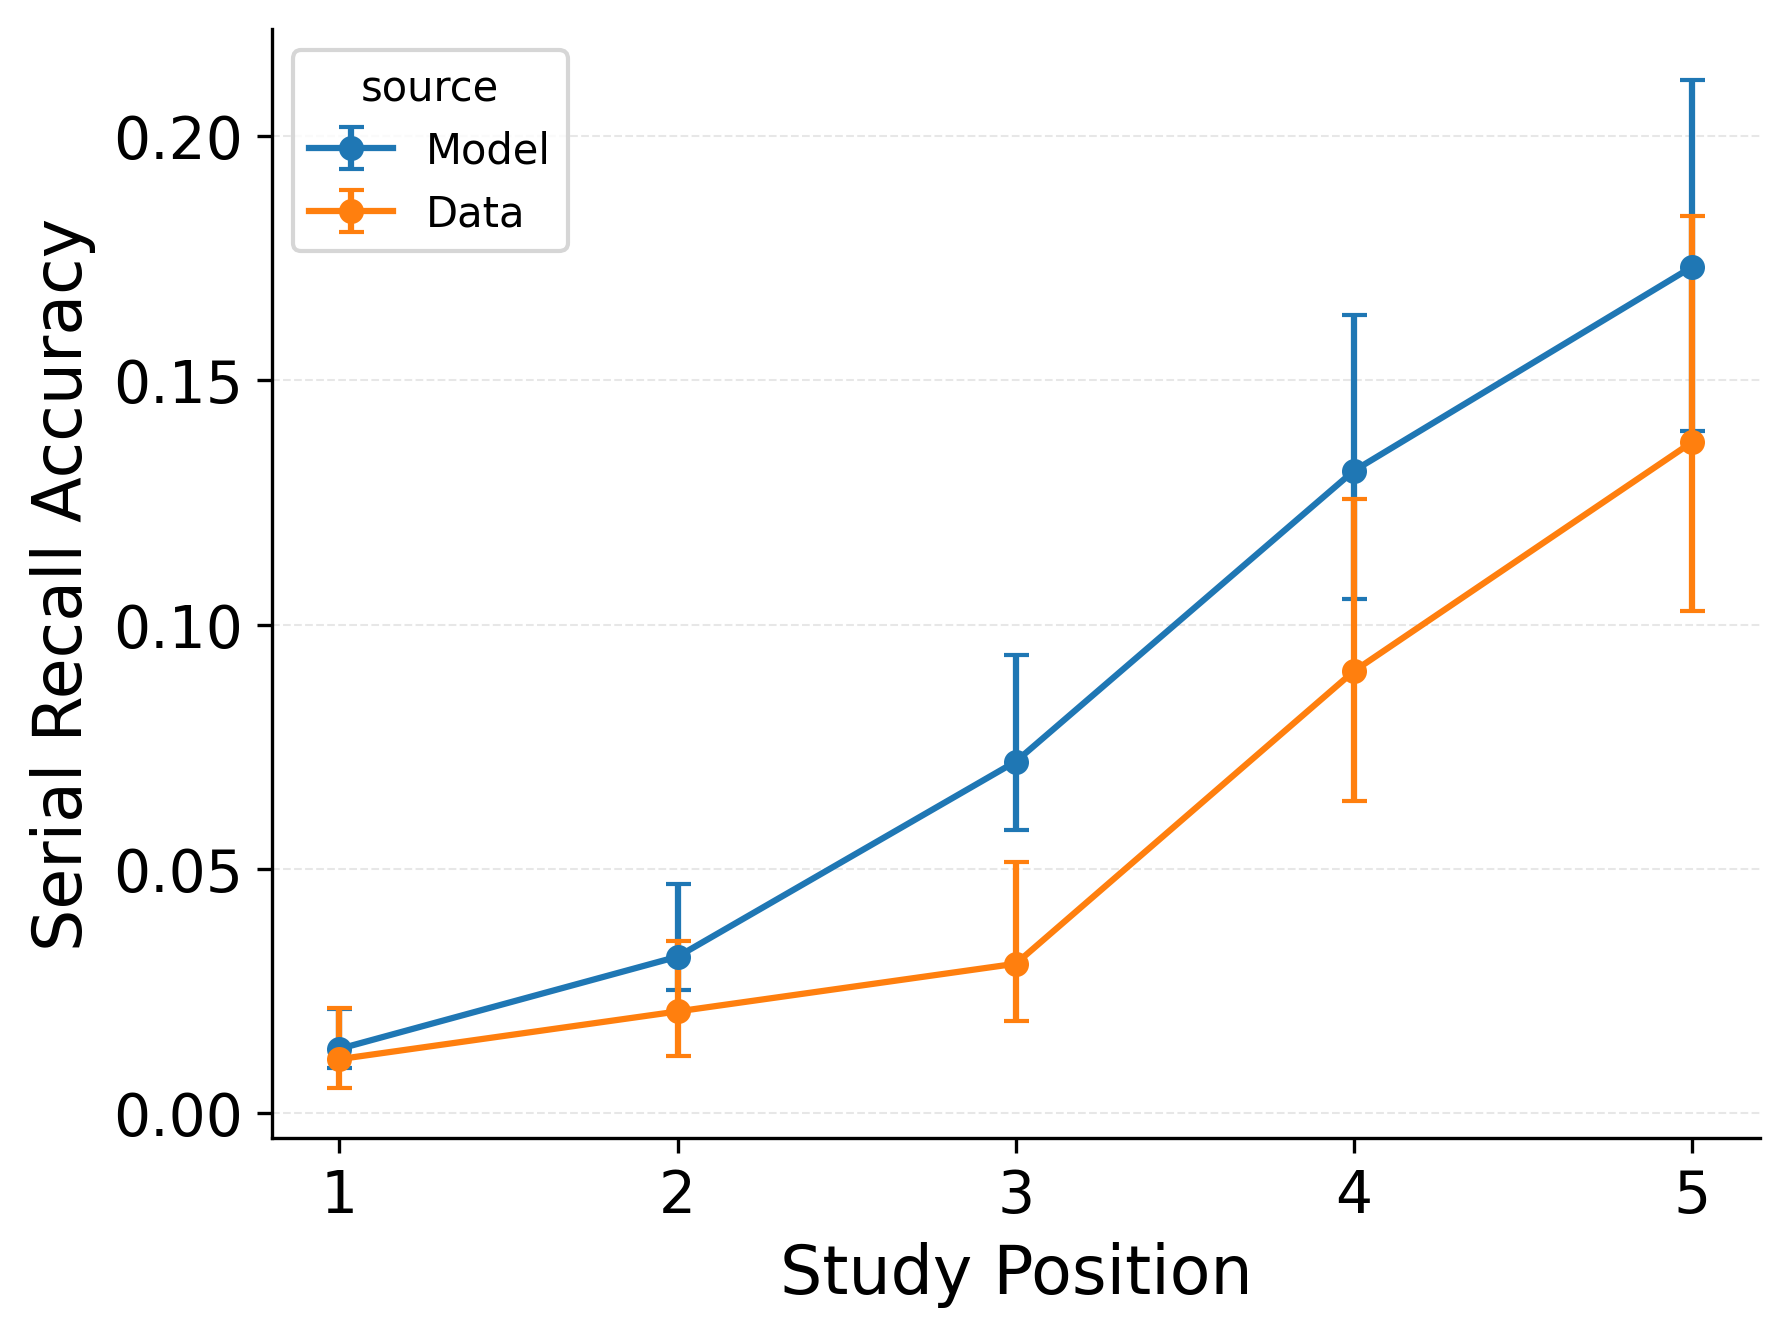 source
Model
Data
Serial Recall Accuracy
0.20
0.15
0.10
0.05
0.00
1 2 3 4 5
Study Position